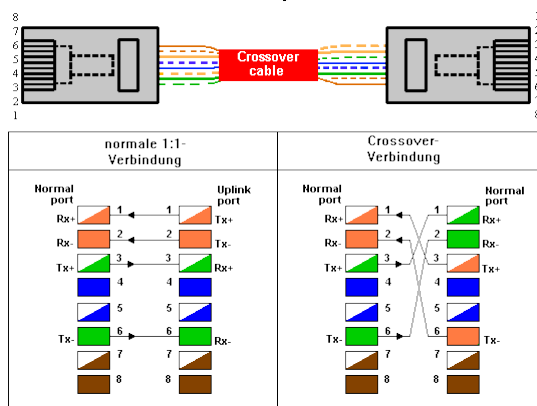 8
7
6
5
4
3
2
1
Crossover
cable
1
2
3
4
5
6
7
8
normale 1:1-
Verbindung
Normal
port
Uplink
port
Rx+ 1 1 Tx+
Rx- 2 2 Tx-
Tx+ 3 3 Rx+
4 4
5 5
Tx- 6 6 Rx-
7 7
8 8
Crossover-
Verbindung
Normal
port
Normal
port
Rx+ 1 1 Rx+
Rx- 2 2 Rx-
Tx+ 3 3 Tx+
4 4
5 5
Tx- 6 6 Tx-
7 7
8 8